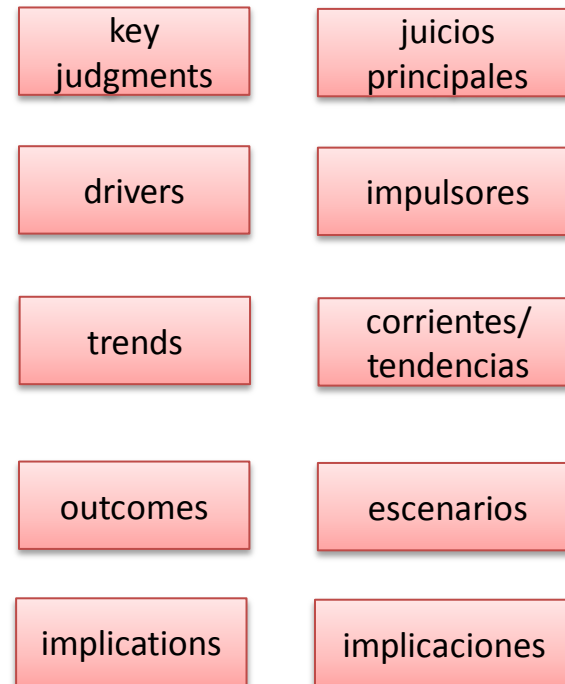 key
judgments
juicios
principales
drivers
impulsores
trends
corrientes/
tendencias
outcomes
escenarios
implications
implicaciones